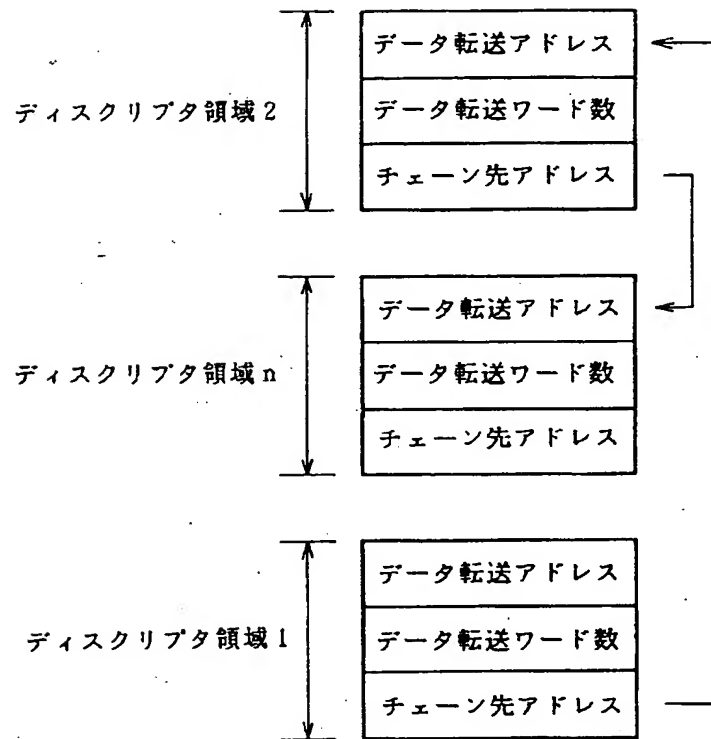 データ転送アドレス
ディスクリプタ領域2
データ転送ワード数
チェーン先アドレス
データ転送アドレス
ディスクリプタ領域n
データ転送ワード数
チェーン先アドレス
データ転送アドレス
ディスクリプタ領域1
データ転送ワード数
チェーン先アドレス